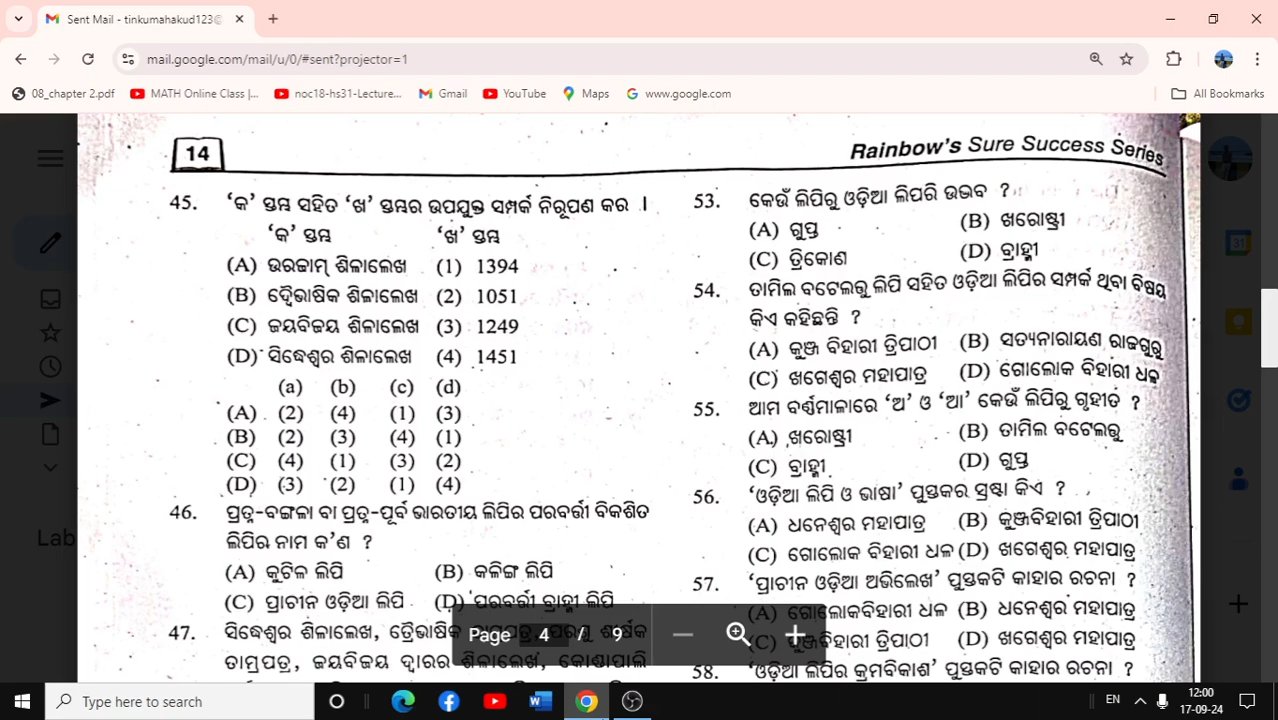 Sent Mail - tinkumahakud123@
mail.google.com/mail/u/0/#sent?projector=1
08_chapter 2.pdf
MATH Online Class |...
noc18-hs31-Lecture...
Gmail
YouTube
Maps
www.google.com
All Bookmarks
14
Rainbow's Sure Success Series
45. 'କ' ସ୍ତମ୍ଭ ସହିତ 'ଖ' ସ୍ତମ୍ଭର ଉପଯୁକ୍ତ ସମ୍ପର୍କ ନିରୂପଣ କର ।
'କ' ସ୍ତମ୍ଭ 'ଖ' ସ୍ତମ୍ଭ
(A) ଉରଜାମ୍ ଶିଳାଲେଖ (1) 1394
(B) ଦ୍ୱୈଭାଷିକ ଶିଳାଲେଖ (2) 1051
(C) ଜୟବିଜୟ ଶିଳାଲେଖ (3) 1249
(D) ସିଦ୍ଧେଶ୍ୱର ଶିଳାଲେଖ (4) 1451
(a) (b) (c) (d)
(A) (2) (4) (1) (3)
(B) (2) (3) (4) (1)
(C) (4) (1) (3) (2)
(D) (3) (2) (1) (4)
46. ପ୍ରତ୍ନ-ବଙ୍ଗଳା ବା ପ୍ରତ୍ନ-ପୂର୍ବ ଭାରତୀୟ ଲିପିର ପରବର୍ତ୍ତୀ ବିକଶିତ
ଲିପିର ନାମ କ'ଣ ?
(A) କୁଟିଳ ଲିପି (B) କଳିଙ୍ଗ ଲିପି
(C) ପ୍ରାଚୀନ ଓଡ଼ିଆ ଲିପି (D) ପରବର୍ତ୍ତୀ ବ୍ରାହ୍ମୀ ଲିପି
47. ସିଦ୍ଧେଶ୍ୱର ଶିଳାଲେଖ, ତ୍ରୈଭାଷିକ
ତାମ୍ରପତ୍ର, ଜୟବିଜୟ ଦ୍ୱାରର ଶିଳାଲେଖ, କୋଣ୍ଡାପାଲି
53. କେଉଁ ଲିପିରୁ ଓଡ଼ିଆ ଲିପରି ଉଦ୍ଭବ ?
(A) ଗୁପ୍ତ (B) ଖରୋଷ୍ଟ୍ରୀ
(C) ତ୍ରିକୋଣ (D) ବ୍ରାହ୍ମୀ
54. ତାମିଲ ବଟେଲତ୍ତୁ ଲିପି ସହିତ ଓଡ଼ିଆ ଲିପିର ସମ୍ପର୍କ ଥିବା ବିଷୟ
କିଏ କହିଛନ୍ତି ?
(A) କୁଞ୍ଜ ବିହାରୀ ତ୍ରିପାଠୀ (B) ସତ୍ୟନାରାୟଣ ରାଜଗୁରୁ
(C) ଖଗେଶ୍ୱର ମହାପାତ୍ର (D) ଗୋଲୋକ ବିହାରୀ ଧଳ
55. ଆମ ବର୍ଣ୍ଣମାଳାରେ 'ଅ' ଓ 'ଆ' କେଉଁ ଲିପିରୁ ଗୃହୀତ ?
(A) ଖରୋଷ୍ଟ୍ରୀ (B) ତାମିଲ ବଟେଲତ୍ତୁ
(C) ବ୍ରାହ୍ମୀ (D) ଗୁପ୍ତ
56. 'ଓଡ଼ିଆ ଲିପି ଓ ଭାଷା' ପୁସ୍ତକର ସ୍ରଷ୍ଟା କିଏ ?
(A) ଧନେଶ୍ୱର ମହାପାତ୍ର (B) କୁଞ୍ଜବିହାରୀ ତ୍ରିପାଠୀ
(C) ଗୋଲୋକ ବିହାରୀ ଧଳ (D) ଖଗେଶ୍ୱର ମହାପାତ୍ର
57. 'ପ୍ରାଚୀନ ଓଡ଼ିଆ ଅଭିଲେଖ' ପୁସ୍ତକଟି କାହାର ରଚନା ?
(A) ଗୋଲୋକବିହାରୀ ଧଳ (B) ଧନେଶ୍ୱର ମହାପାତ୍ର
(C) କୁଞ୍ଜବିହାରୀ ତ୍ରିପାଠୀ (D) ଖଗେଶ୍ୱର ମହାପାତ୍ର
58. 'ଓଡ଼ିଆ ଲିପିର କ୍ରମବିକାଶ' ପୁସ୍ତକଟି କାହାର ରଚନା ?
Lab
Page 4 / 9
Type here to search
EN
12:00
17-09-24